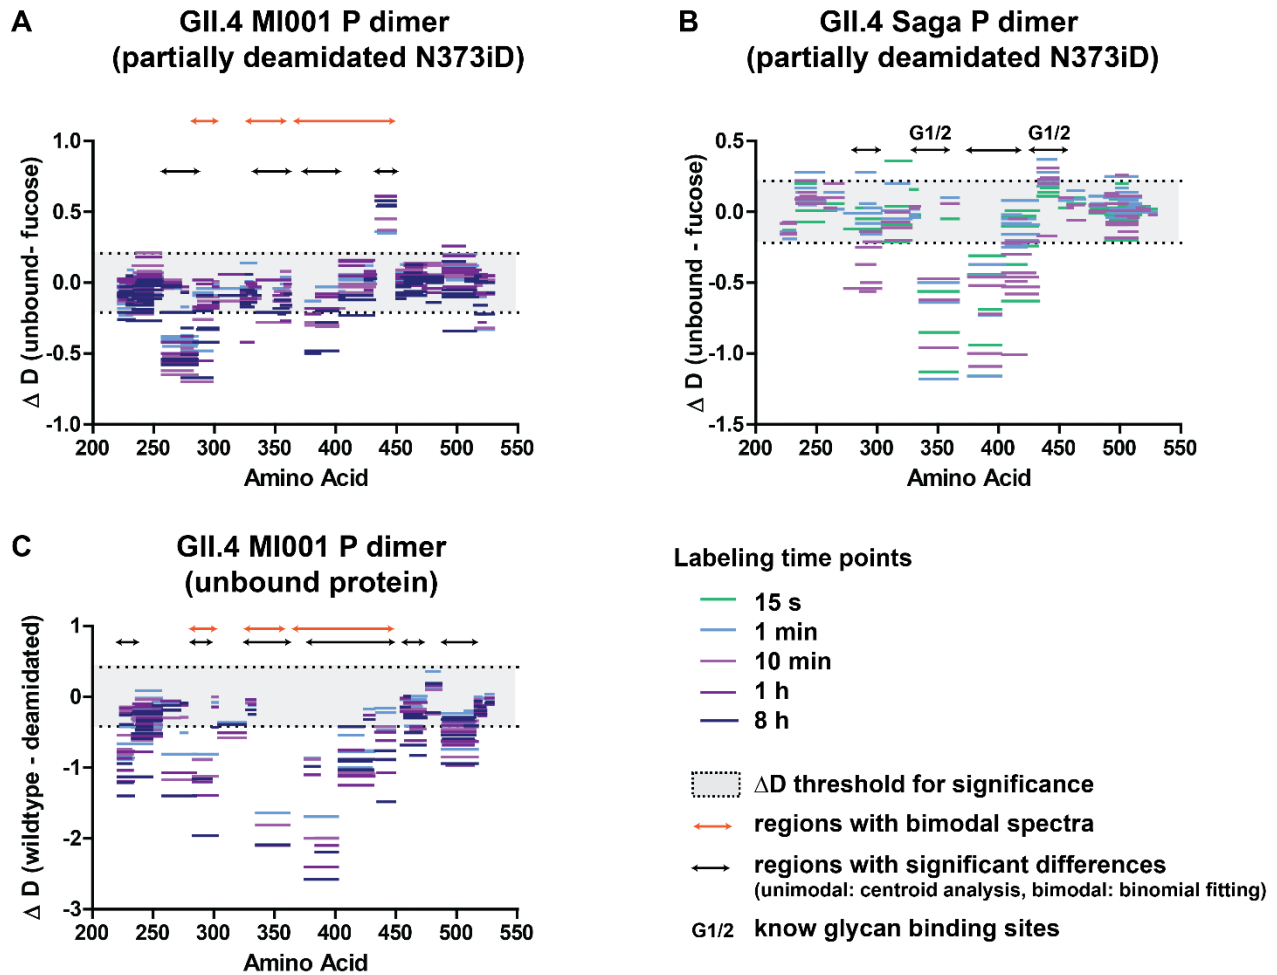 A
GII.4 MI001 P dimer
(partially deamidated N373iD)
Δ D (unbound- fucose)
1.0
0.5
0.0
-0.5
-1.0
200 250 300 350 400 450 500 550
Amino Acid
B
GII.4 Saga P dimer
(partially deamidated N373iD)
G1/2 G1/2
Δ D (unbound - fucose)
0.5
0.0
-0.5
-1.0
-1.5
200 250 300 350 400 450 500 550
Amino Acid
C
GII.4 MI001 P dimer
(unbound protein)
Δ D (wildtype - deamidated)
1
0
-1
-2
-3
200 250 300 350 400 450 500 550
Amino Acid
Labeling time points
15 s
1 min
10 min
1 h
8 h
ΔD threshold for significance
regions with bimodal spectra
regions with significant differences
(unimodal: centroid analysis, bimodal: binomial fitting)
G1/2 know glycan binding sites